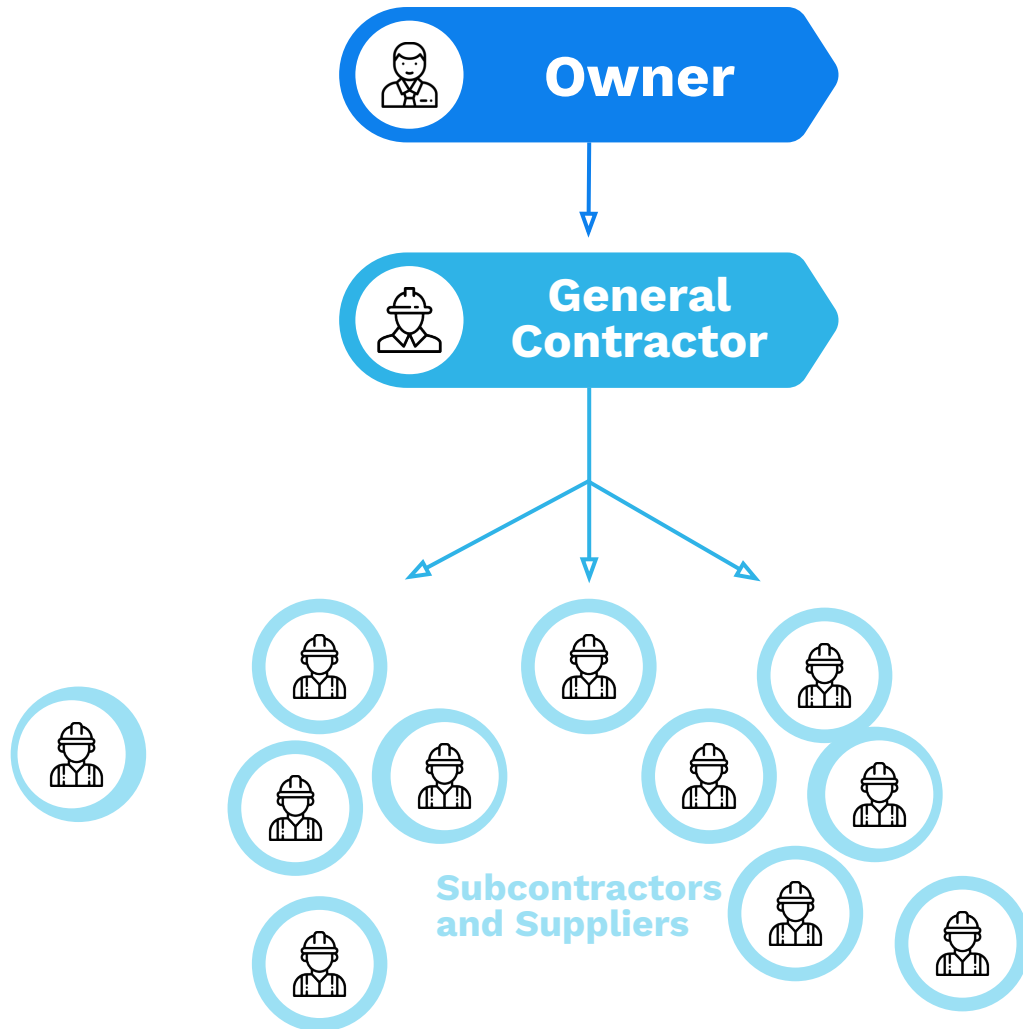 Owner
General
Contractor
Subcontractors
and Suppliers